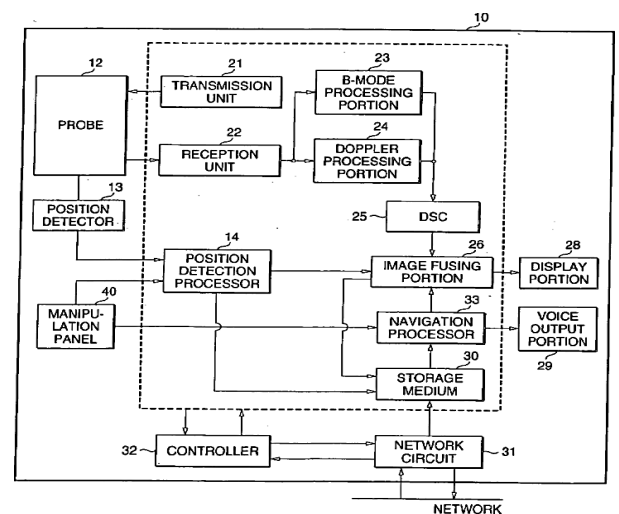 10
12
PROBE
21
TRANSMISSION
UNIT
23
B-MODE
PROCESSING
PORTION
22
RECEPTION
UNIT
24
DOPPLER
PROCESSING
PORTION
13
POSITION
DETECTOR
25
DSC
14
POSITION
DETECTION
PROCESSOR
26
IMAGE FUSING
PORTION
28
DISPLAY
PORTION
40
MANIPU-
LATION
PANEL
33
NAVIGATION
PROCESSOR
VOICE
OUTPUT
PORTION
29
30
STORAGE
MEDIUM
32
CONTROLLER
NETWORK
CIRCUIT
31
NETWORK